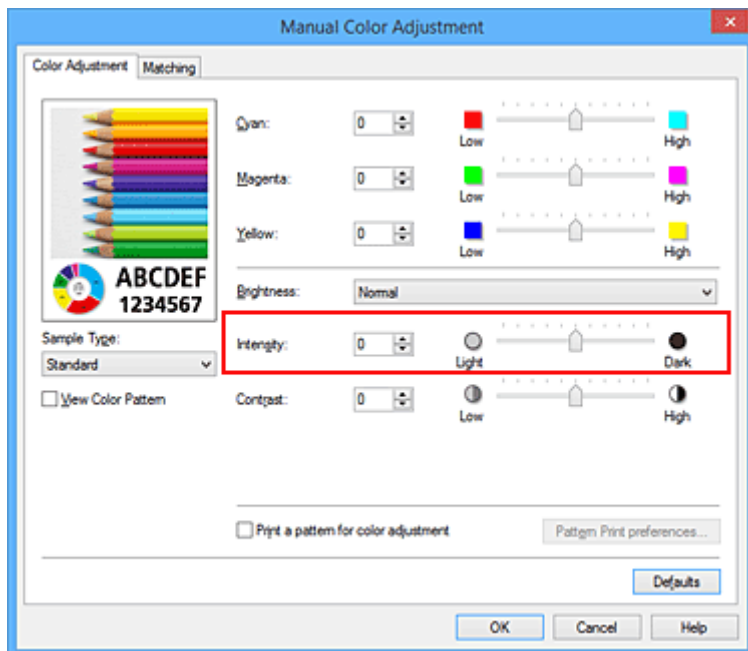 Manual Color Adjustment
Color Adjustment
Matching
Cyan:
0
Low
High
Magenta:
0
Low
High
Yellow:
0
Low
High
ABCDEF
1234567
Brightness:
Normal
Sample Type:
Standard
Intensity:
0
Light
Dark
View Color Pattern
Contrast:
0
Low
High
Print a pattern for color adjustment
Pattern Print preferences...
Defaults
OK
Cancel
Help